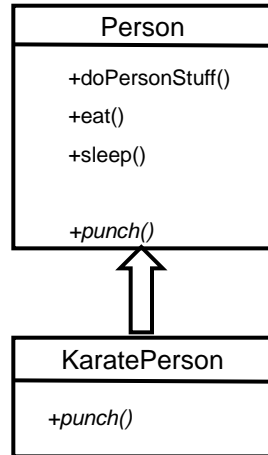 Person
+doPersonStuff()
+eat()
+sleep()
+punch()
KaratePerson
+punch()